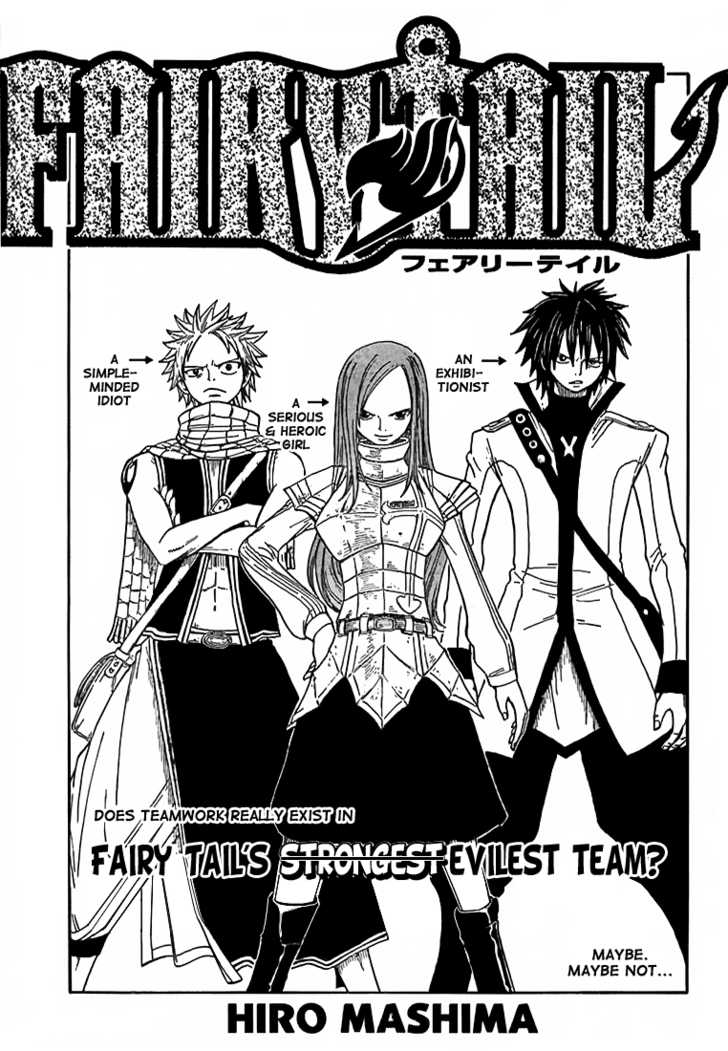 FAIRY TAIL
フェアリーテイル
A
SIMPLE-
MINDED
IDIOT
A
SERIOUS
& HEROIC
GIRL
AN
EXHIBI-
TIONIST
DOES TEAMWORK REALLY EXIST IN
FAIRY TAIL'S STRONGEST EVILEST TEAM?
MAYBE.
MAYBE NOT...
HIRO MASHIMA